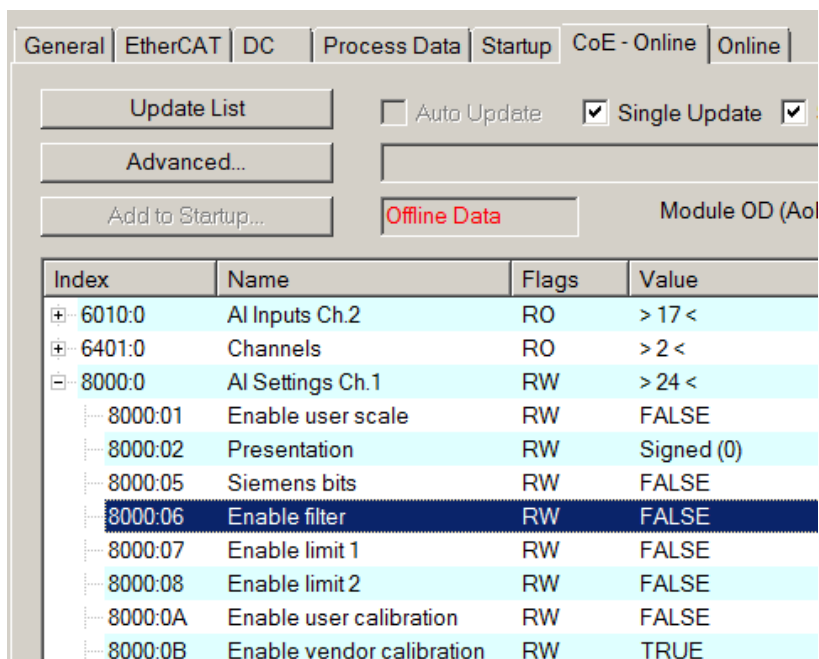 General EtherCAT DC Process Data Startup CoE - Online Online
Update List Auto Update Single Update
Advanced...
Add to Startup... Offline Data Module OD (AoE
Index Name Flags Value
6010:0 AI Inputs Ch.2 RO > 17 <
6401:0 Channels RO > 2 <
8000:0 AI Settings Ch.1 RW > 24 <
8000:01 Enable user scale RW FALSE
8000:02 Presentation RW Signed (0)
8000:05 Siemens bits RW FALSE
8000:06 Enable filter RW FALSE
8000:07 Enable limit 1 RW FALSE
8000:08 Enable limit 2 RW FALSE
8000:0A Enable user calibration RW FALSE
8000:0B Enable vendor calibration RW TRUE